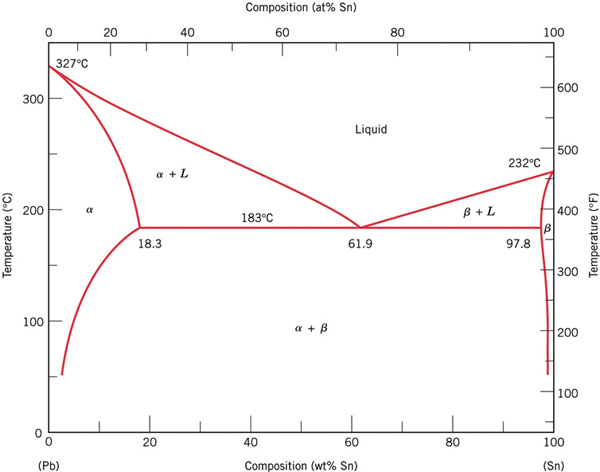 Composition (at% Sn)
0 20 40 60 80 100
327°C
600
300
Liquid
500
232°C
α + L
β + L
α
200
183°C
400
β
18.3
61.9
97.8
Temperature (°C)
Temperature (°F)
300
α + β
100
200
100
0
0 20 40 60 80 100
(Pb)
Composition (wt% Sn)
(Sn)